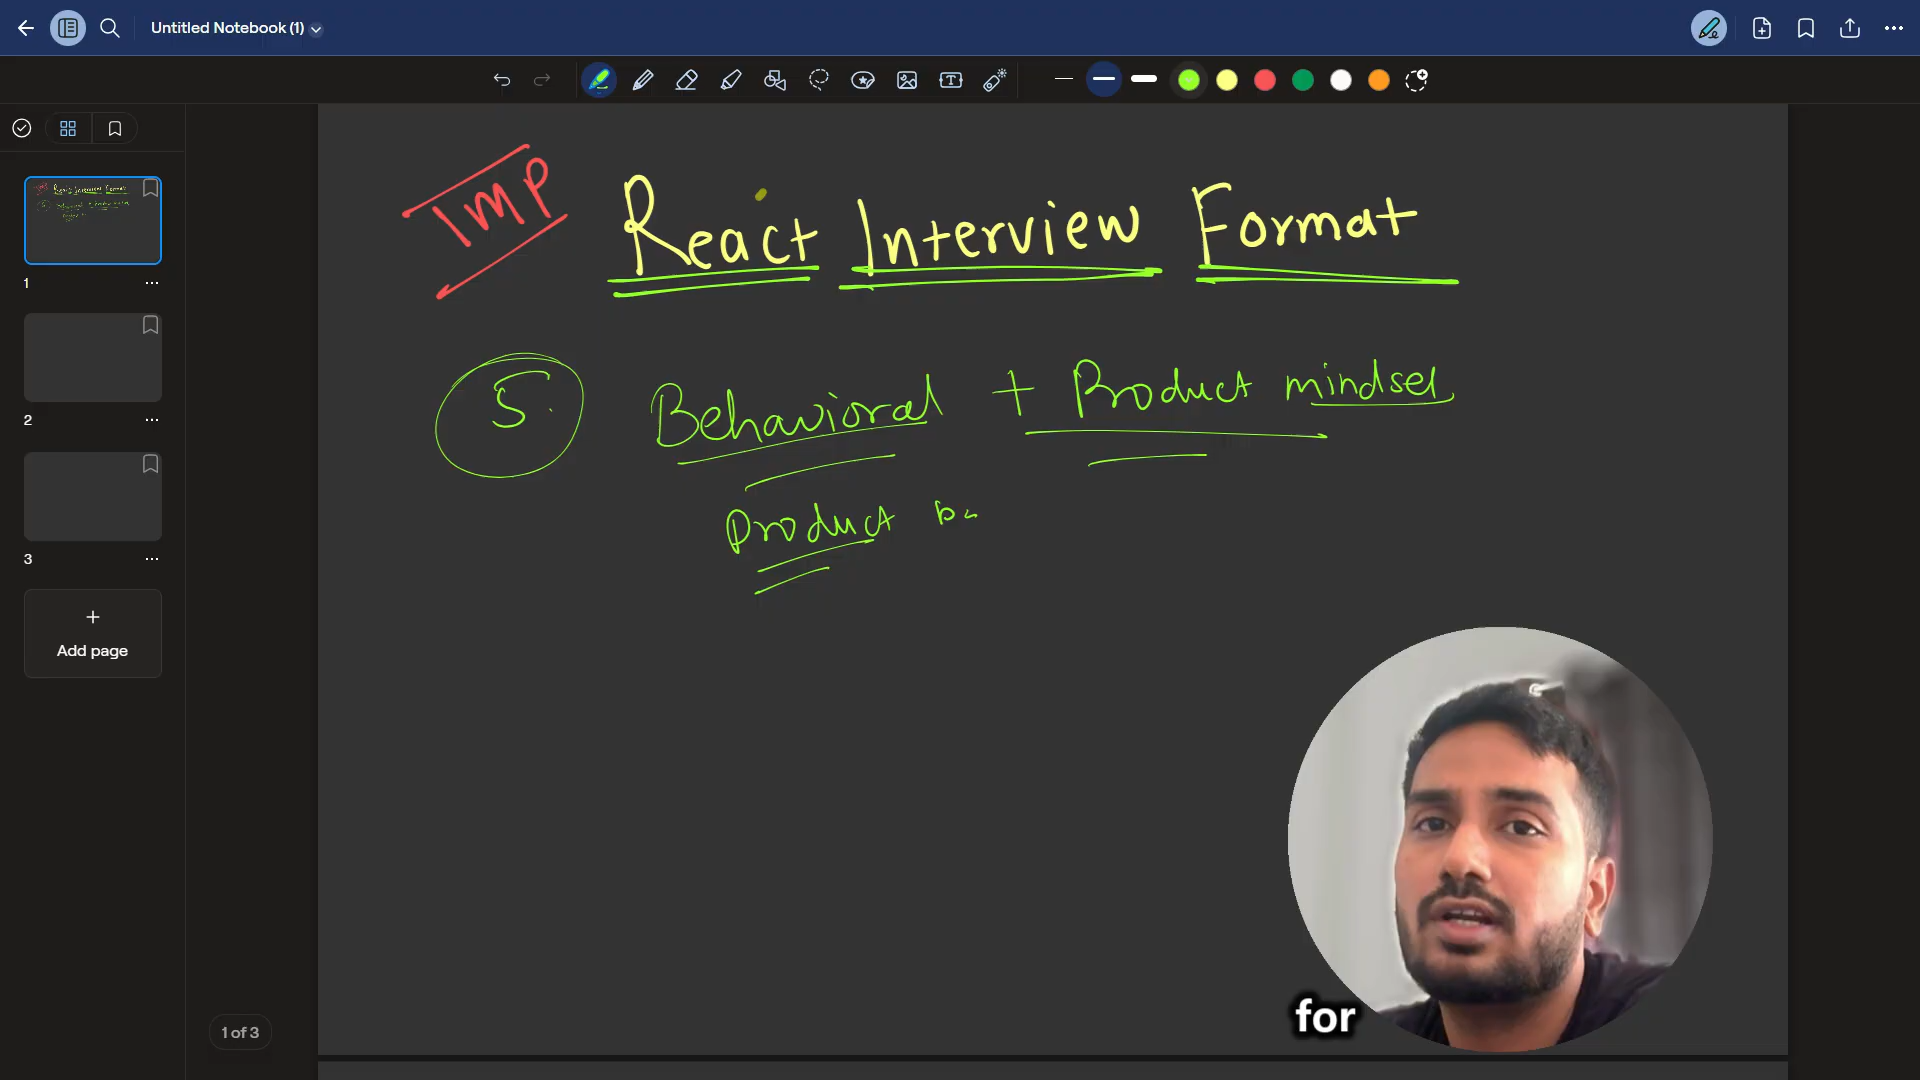 Untitled Notebook (1)
IMP
React Interview Format
5. Behavioral + Product mindset
Product ba
1
2
3
Add page
1 of 3
for